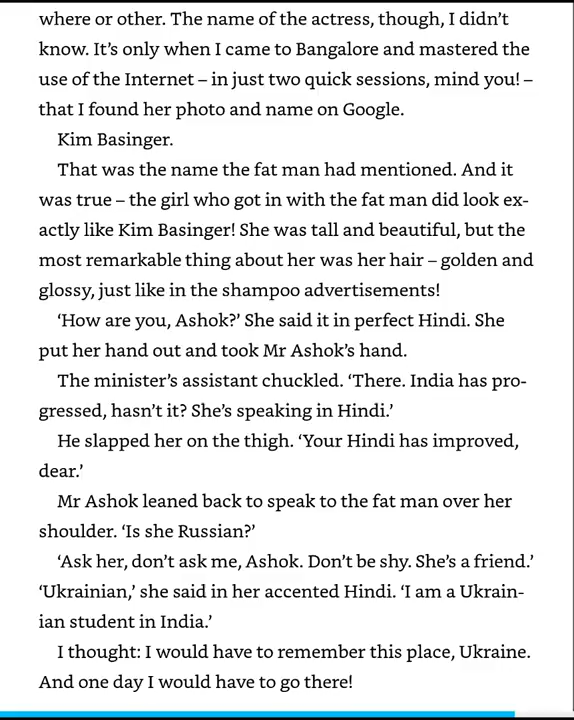 where or other. The name of the actress, though, I didn’t
know. It’s only when I came to Bangalore and mastered the
use of the Internet – in just two quick sessions, mind you! –
that I found her photo and name on Google.
Kim Basinger.
That was the name the fat man had mentioned. And it
was true – the girl who got in with the fat man did look ex-
actly like Kim Basinger! She was tall and beautiful, but the
most remarkable thing about her was her hair – golden and
glossy, just like in the shampoo advertisements!
‘How are you, Ashok?’ She said it in perfect Hindi. She
put her hand out and took Mr Ashok’s hand.
The minister’s assistant chuckled. ‘There. India has pro-
gressed, hasn’t it? She’s speaking in Hindi.’
He slapped her on the thigh. ‘Your Hindi has improved,
dear.’
Mr Ashok leaned back to speak to the fat man over her
shoulder. ‘Is she Russian?’
‘Ask her, don’t ask me, Ashok. Don’t be shy. She’s a friend.’
‘Ukrainian,’ she said in her accented Hindi. ‘I am a Ukrain-
ian student in India.’
I thought: I would have to remember this place, Ukraine.
And one day I would have to go there!